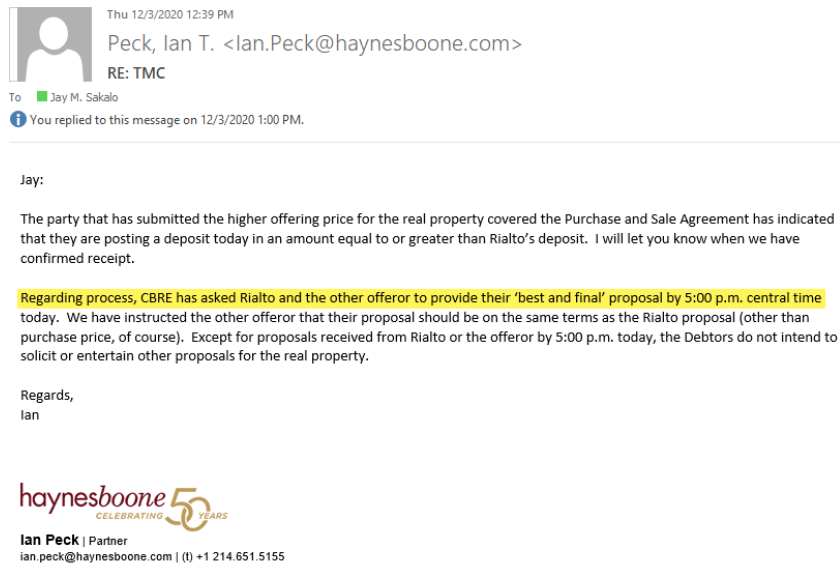 Thu 12/3/2020 12:39 PM
Peck, Ian T. <Ian.Peck@haynesboone.com>
RE: TMC
To Jay M. Sakalo
You replied to this message on 12/3/2020 1:00 PM.
Jay:
The party that has submitted the higher offering price for the real property covered the Purchase and Sale Agreement has indicated
that they are posting a deposit today in an amount equal to or greater than Rialto's deposit.  I will let you know when we have
confirmed receipt.
Regarding process, CBRE has asked Rialto and the other offeror to provide their 'best and final' proposal by 5:00 p.m. central time
today.  We have instructed the other offeror that their proposal should be on the same terms as the Rialto proposal (other than
purchase price, of course).  Except for proposals received from Rialto or the offeror by 5:00 p.m. today, the Debtors do not intend to
solicit or entertain other proposals for the real property.
Regards,
Ian
haynesboone 50
CELEBRATING YEARS
Ian Peck | Partner
ian.peck@haynesboone.com | (t) +1 214.651.5155